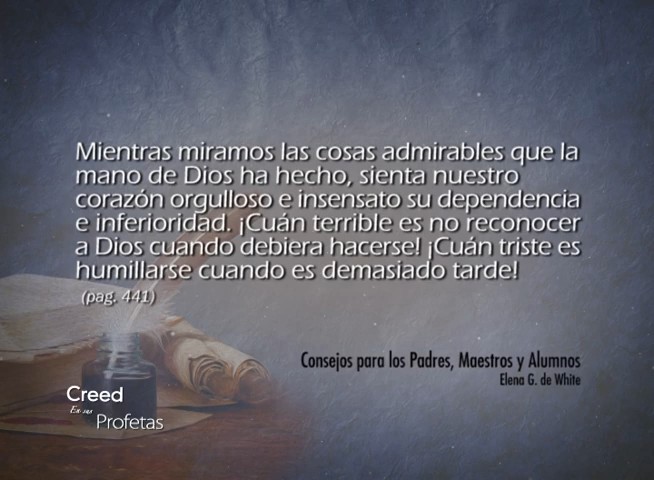 Mientras miramos las cosas admirables que la
mano de Dios ha hecho, sienta nuestro
corazón orgulloso e insensato su dependencia
e inferioridad. ¡Cuán terrible es no reconocer
a Dios cuando debiera hacerse! ¡Cuán triste es
humillarse cuando es demasiado tarde!
(pag. 441)
Consejos para los Padres, Maestros y Alumnos
Elena G. de White
Creed
En sus
Profetas